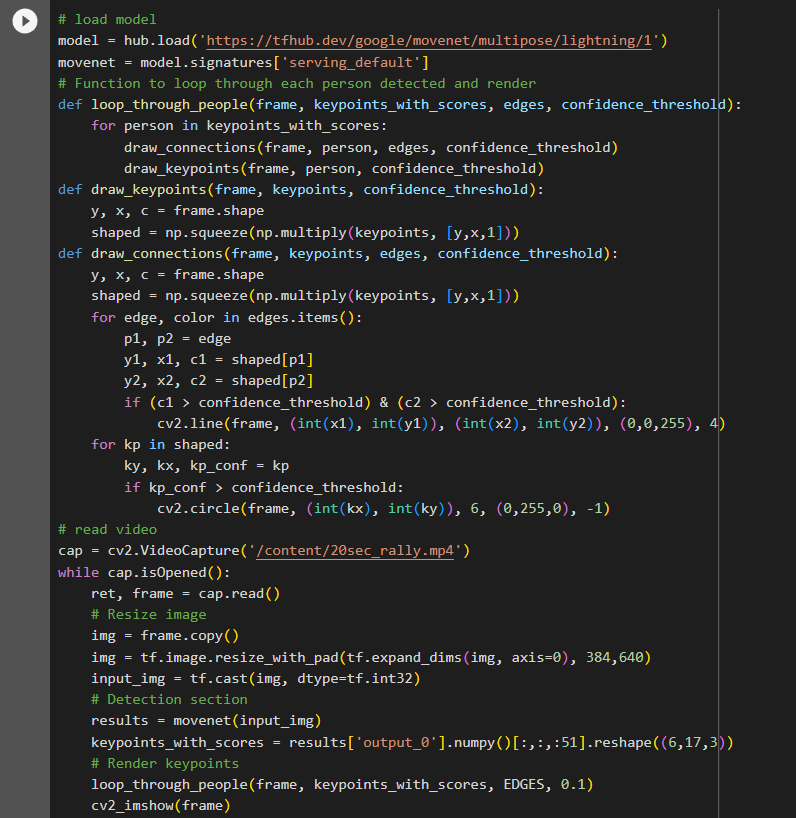 # load model
model = hub.load('https://tfhub.dev/google/movenet/multipose/lightning/1')
movenet = model.signatures['serving_default']
# Function to loop through each person detected and render
def loop_through_people(frame, keypoints_with_scores, edges, confidence_threshold):
    for person in keypoints_with_scores:
        draw_connections(frame, person, edges, confidence_threshold)
        draw_keypoints(frame, person, confidence_threshold)
def draw_keypoints(frame, keypoints, confidence_threshold):
    y, x, c = frame.shape
    shaped = np.squeeze(np.multiply(keypoints, [y,x,1]))
def draw_connections(frame, keypoints, edges, confidence_threshold):
    y, x, c = frame.shape
    shaped = np.squeeze(np.multiply(keypoints, [y,x,1]))
    for edge, color in edges.items():
        p1, p2 = edge
        y1, x1, c1 = shaped[p1]
        y2, x2, c2 = shaped[p2]
        if (c1 > confidence_threshold) & (c2 > confidence_threshold):
            cv2.line(frame, (int(x1), int(y1)), (int(x2), int(y2)), (0,0,255), 4)
    for kp in shaped:
        ky, kx, kp_conf = kp
        if kp_conf > confidence_threshold:
            cv2.circle(frame, (int(kx), int(ky)), 6, (0,255,0), -1)
# read video
cap = cv2.VideoCapture('/content/20sec_rally.mp4')
while cap.isOpened():
    ret, frame = cap.read()
    # Resize image
    img = frame.copy()
    img = tf.image.resize_with_pad(tf.expand_dims(img, axis=0), 384,640)
    input_img = tf.cast(img, dtype=tf.int32)
    # Detection section
    results = movenet(input_img)
    keypoints_with_scores = results['output_0'].numpy()[:,:,:51].reshape((6,17,3))
    # Render keypoints
    loop_through_people(frame, keypoints_with_scores, EDGES, 0.1)
    cv2_imshow(frame)